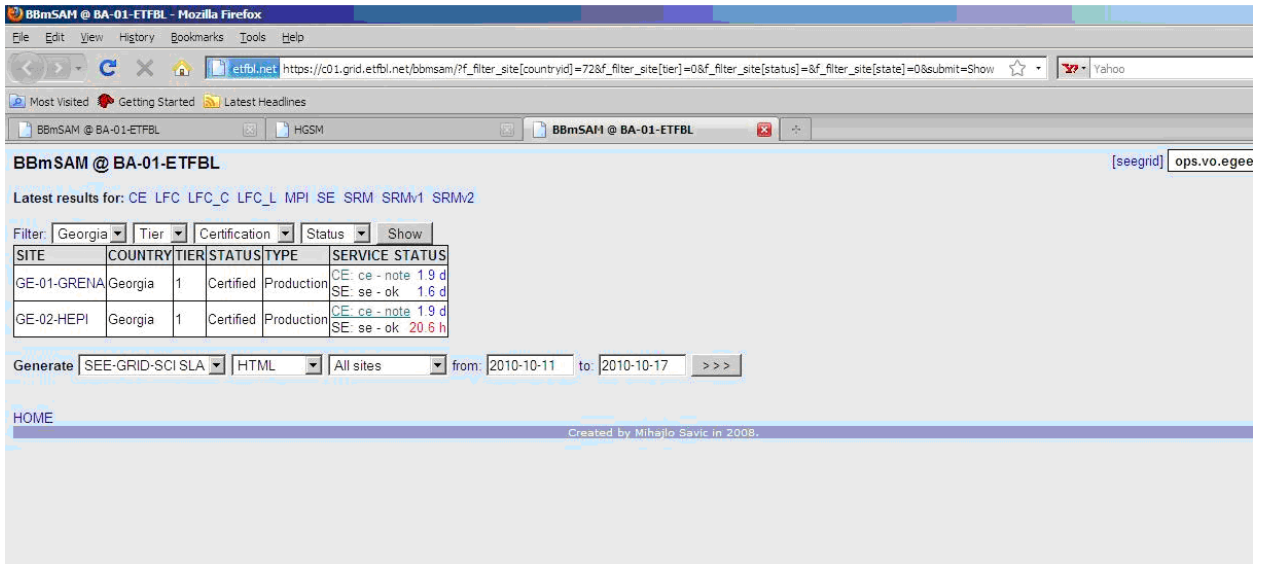 BBmSAM @ BA-01-ETFBL - Mozilla Firefox
File Edit View History Bookmarks Tools Help
etfbl.net https://c01.grid.etfbl.net/bbmsam/?f_filter_site[countryid]=72&f_filter_site[tier]=0&f_filter_site[status]=&f_filter_site[state]=0&submit=Show Yahoo
Most Visited Getting Started Latest Headlines
BBmSAM @ BA-01-ETFBL HGSM BBmSAM @ BA-01-ETFBL
BBmSAM @ BA-01-ETFBL [seegrid] ops.vo.egee
Latest results for: CE LFC LFC_C LFC_L MPI SE SRM SRMv1 SRMv2
Filter: Georgia Tier Certification Status Show
SITE COUNTRY TIER STATUS TYPE SERVICE STATUS
GE-01-GRENA Georgia 1 Certified Production CE: ce - note 1.9 d
SE: se - ok 1.6 d
GE-02-HEPI Georgia 1 Certified Production CE: ce - note 1.9 d
SE: se - ok 20.6 h
Generate SEE-GRID-SCI SLA HTML All sites from: 2010-10-11 to: 2010-10-17 >>>
HOME
Created by Mihajlo Savic in 2008.